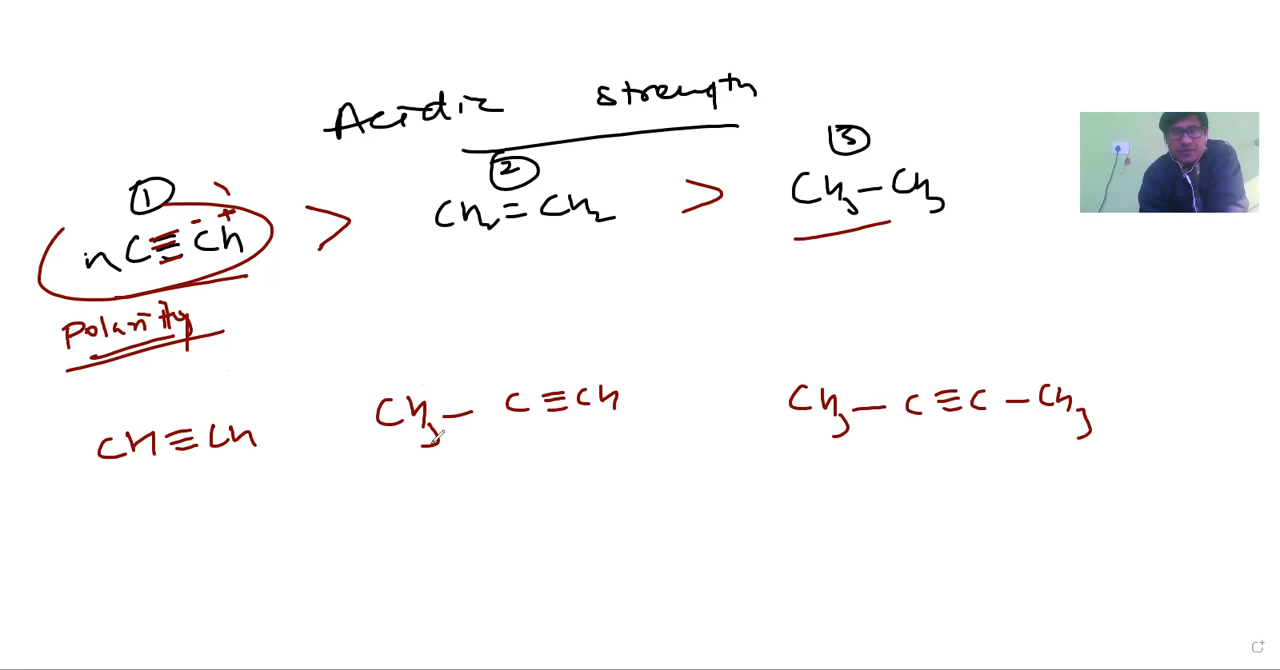 Acidic strength
① ② ③
HC≡CH > CH₂=CH₂ > CH₃–CH₃
- +
Polarity
CH≡CH CH₃–C≡CH CH₃–C≡C–CH₃